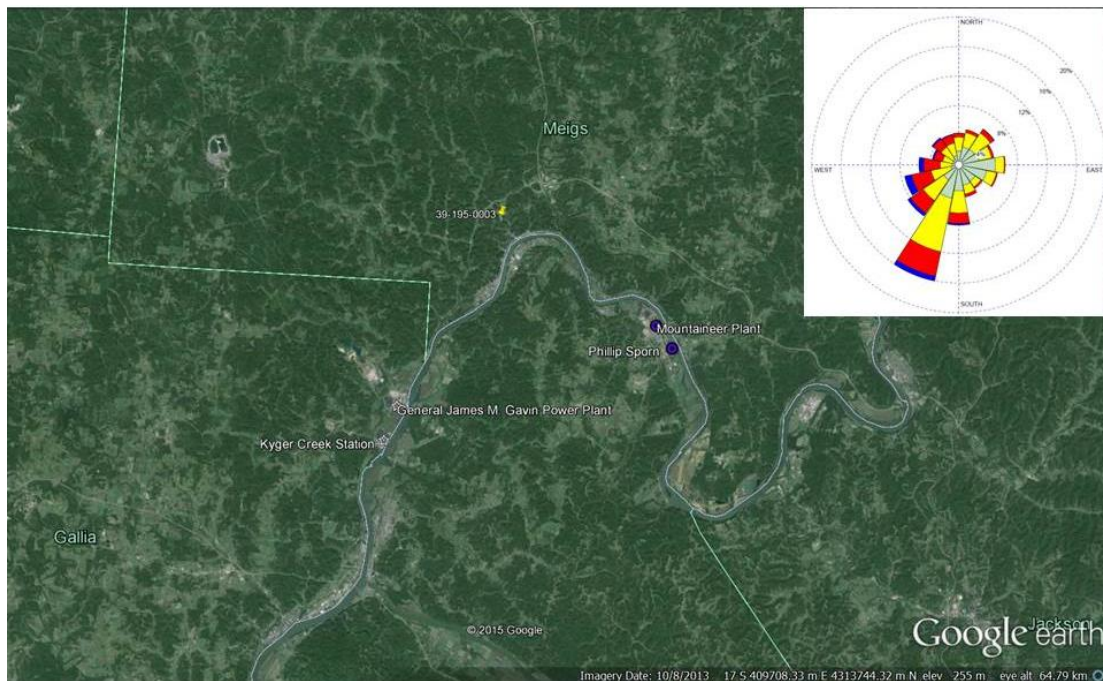 NORTH
20%
16%
12%
8%
WEST
EAST
SOUTH
Meigs
39-195-0003
Mountaineer Plant
Phillip Sporn
General James M. Gavin Power Plant
Kyger Creek Station
Gallia
© 2015 Google
Jackson
Google earth
Imagery Date: 10/8/2013 17 S 409708.33 m E 4313744.32 m N elev 255 m eye alt 64.79 km